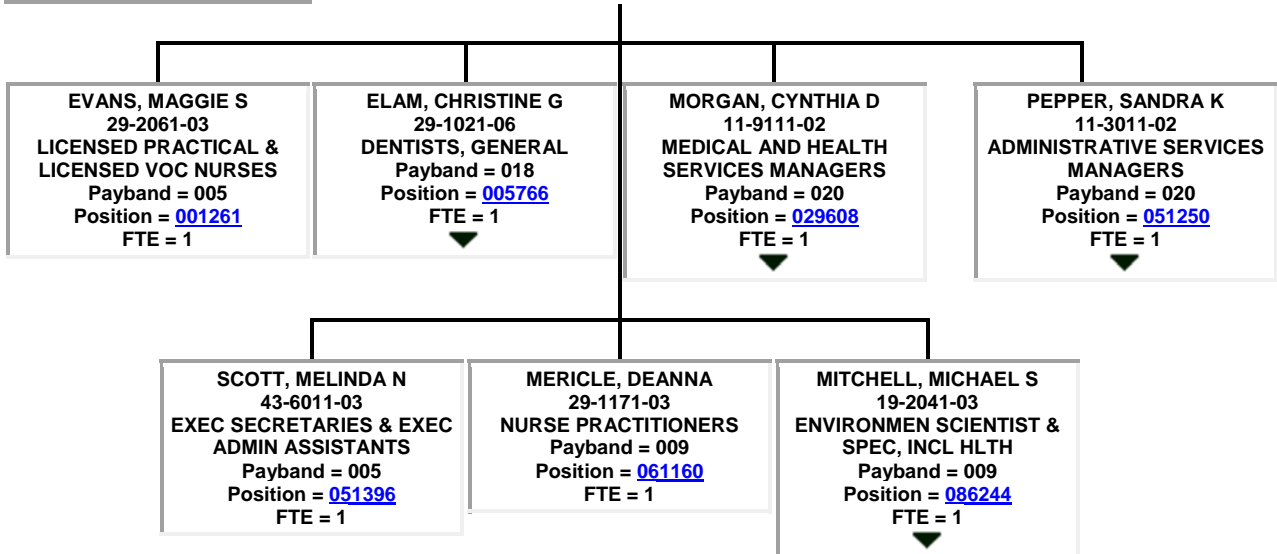 EVANS, MAGGIE S
29-2061-03
LICENSED PRACTICAL &
LICENSED VOC NURSES
Payband = 005
Position = 001261
FTE = 1
ELAM, CHRISTINE G
29-1021-06
DENTISTS, GENERAL
Payband = 018
Position = 005766
FTE = 1
MORGAN, CYNTHIA D
11-9111-02
MEDICAL AND HEALTH
SERVICES MANAGERS
Payband = 020
Position = 029608
FTE = 1
PEPPER, SANDRA K
11-3011-02
ADMINISTRATIVE SERVICES
MANAGERS
Payband = 020
Position = 051250
FTE = 1
SCOTT, MELINDA N
43-6011-03
EXEC SECRETARIES & EXEC
ADMIN ASSISTANTS
Payband = 005
Position = 051396
FTE = 1
MERICLE, DEANNA
29-1171-03
NURSE PRACTITIONERS
Payband = 009
Position = 061160
FTE = 1
MITCHELL, MICHAEL S
19-2041-03
ENVIRONMEN SCIENTIST &
SPEC, INCL HLTH
Payband = 009
Position = 086244
FTE = 1